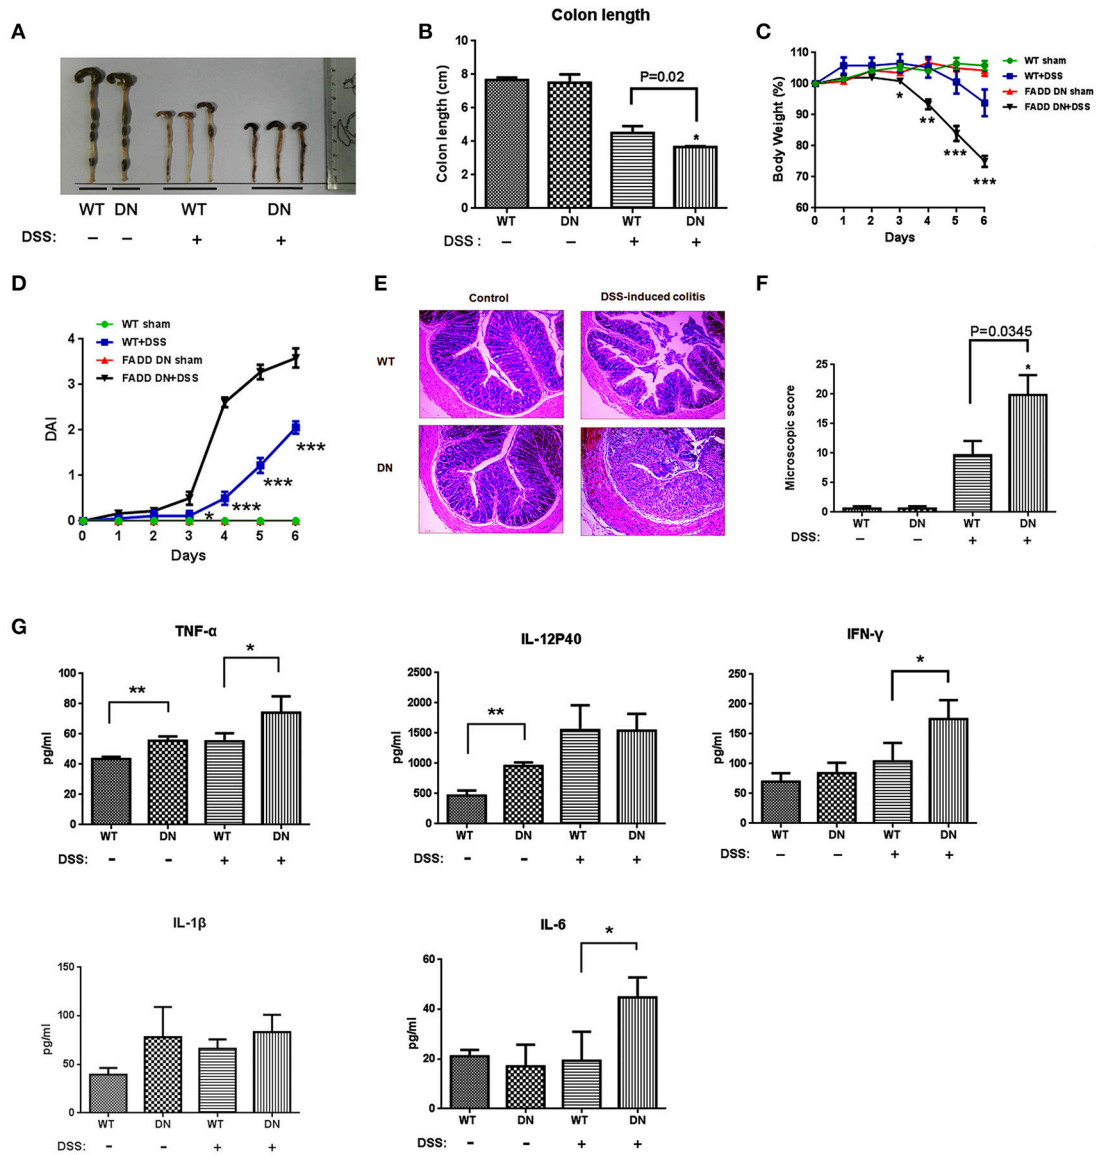 A
WT DN WT DN
DSS: – – + +
B
Colon length
Colon length (cm)
8
6
4
2
0
P=0.02
*
WT DN WT DN
DSS : – – + +
C
Body Weight (%)
110
100
90
80
70
60
WT sham
WT+DSS
FADD DN sham
FADD DN+DSS
*
**
***
***
0 1 2 3 4 5 6
Days
D
WT sham
WT+DSS
FADD DN sham
FADD DN+DSS
DAI
4
3
2
1
0
*
***
***
***
0 1 2 3 4 5 6
Days
E
Control DSS-induced colitis
WT
DN
F
P=0.0345
*
Microscopic score
25
20
15
10
5
0
WT DN WT DN
DSS: – – + +
G
TNF-α
pg/ml
100
80
60
40
20
0
**
*
WT DN WT DN
DSS: - - + +
IL-12P40
pg/ml
2500
2000
1500
1000
500
0
**
WT DN WT DN
DSS: - - + +
IFN-γ
pg/ml
250
200
150
100
50
0
*
WT DN WT DN
DSS: – – + +
IL-1β
pg/ml
150
100
50
0
WT DN WT DN
DSS: - - + +
IL-6
pg/ml
60
40
20
0
*
WT DN WT DN
DSS: - - + +